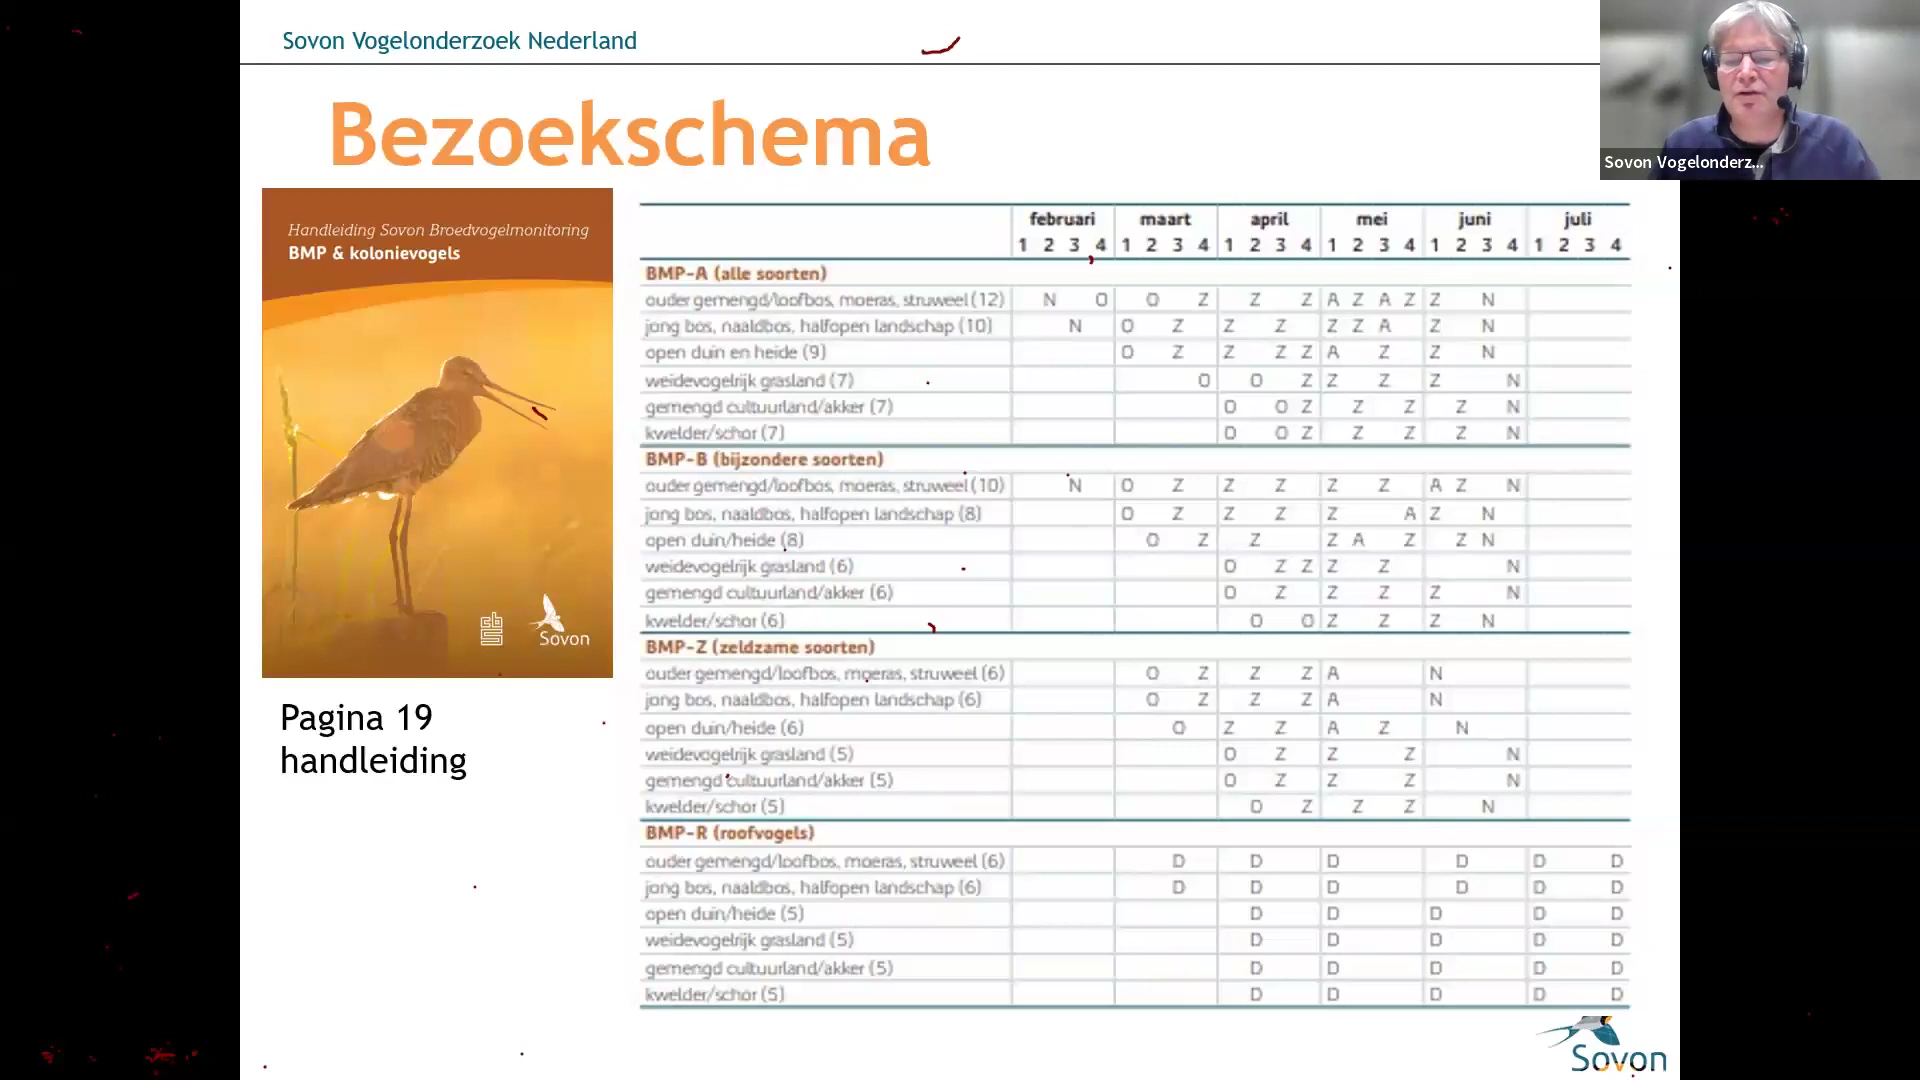 Sovon Vogelonderzoek Nederland
Bezoekschema
Sovon Vogelonderz...
Handleiding Sovon Broedvogelmonitoring
BMP & kolonievogels
cbs
Sovon
Pagina 19
handleiding
februari maart april mei juni juli
1 2 3 4 1 2 3 4 1 2 3 4 1 2 3 4 1 2 3 4 1 2 3 4
BMP-A (alle soorten)
ouder gemengd/loofbos, moeras, struweel (12) N O O Z Z Z A Z A Z Z N
jong bos, naaldbos, halfopen landschap (10) N O Z Z Z Z Z A Z N
open duin en heide (9) O Z Z Z Z A Z Z N
weidevogelrijk grasland (7) O O Z Z Z Z N
gemengd cultuurland/akker (7) O O Z Z Z Z N
kwelder/schor (7) O O Z Z Z Z N
BMP-B (bijzondere soorten)
ouder gemengd/loofbos, moeras, struweel (10) N O Z Z Z Z Z A Z N
jong bos, naaldbos, halfopen landschap (8) O Z Z Z Z A Z N
open duin/heide (8) O Z Z Z A Z Z N
weidevogelrijk grasland (6) O Z Z Z Z N
gemengd cultuurland/akker (6) O Z Z Z Z N
kwelder/schor (6) O O Z Z Z N
BMP-Z (zeldzame soorten)
ouder gemengd/loofbos, moeras, struweel (6) O Z Z Z A N
jong bos, naaldbos, halfopen landschap (6) O Z Z Z A N
open duin/heide (6) O Z Z A Z N
weidevogelrijk grasland (5) O Z Z Z N
gemengd cultuurland/akker (5) O Z Z Z N
kwelder/schor (5) O Z Z Z N
BMP-R (roofvogels)
ouder gemengd/loofbos, moeras, struweel (6) D D D D D D
jong bos, naaldbos, halfopen landschap (6) D D D D D D
open duin/heide (5) D D D D D
weidevogelrijk grasland (5) D D D D D
gemengd cultuurland/akker (5) D D D D D
kwelder/schor (5) D D D D D
Sovon